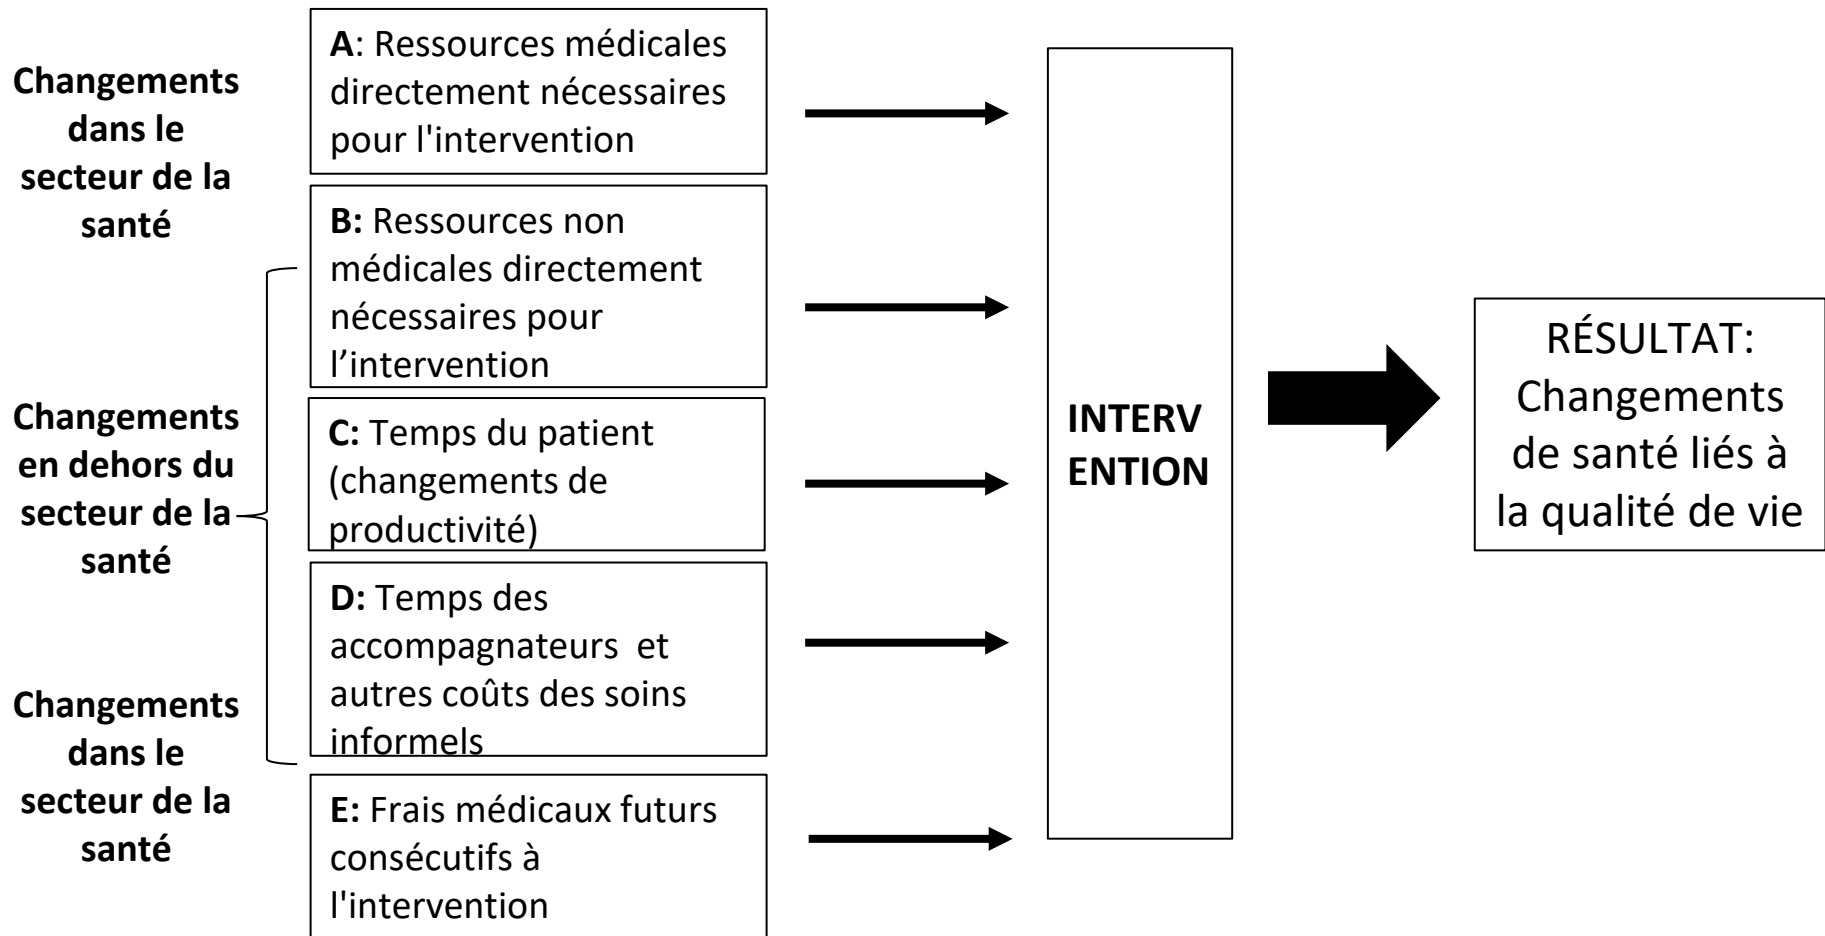 Changements
dans le
secteur de la
santé
A: Ressources médicales
directement nécessaires
pour l'intervention
B: Ressources non
médicales directement
nécessaires pour
l’intervention
Changements
en dehors du
secteur de la
santé
C: Temps du patient
(changements de
productivité)
D: Temps des
accompagnateurs et
autres coûts des soins
informels
Changements
dans le
secteur de la
santé
E: Frais médicaux futurs
consécutifs à
l'intervention
INTERV
ENTION
RÉSULTAT:
Changements
de santé liés à
la qualité de vie